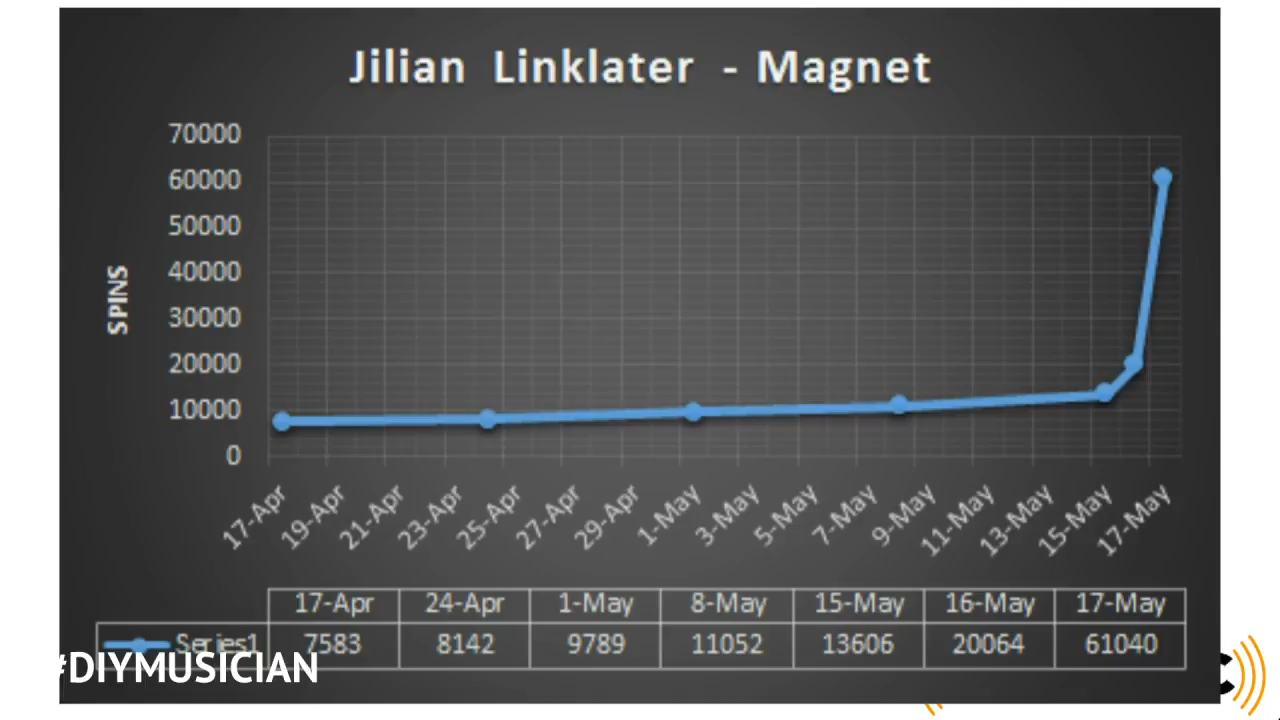 Jilian Linklater - Magnet
SPINS
70000
60000
50000
40000
30000
20000
10000
0
17-Apr 19-Apr 21-Apr 23-Apr 25-Apr 27-Apr 29-Apr 1-May 3-May 5-May 7-May 9-May 11-May 13-May 15-May 17-May
17-Apr 24-Apr 1-May 8-May 15-May 16-May 17-May
Series1 7583 8142 9789 11052 13606 20064 61040
#DIYMUSICIAN
C